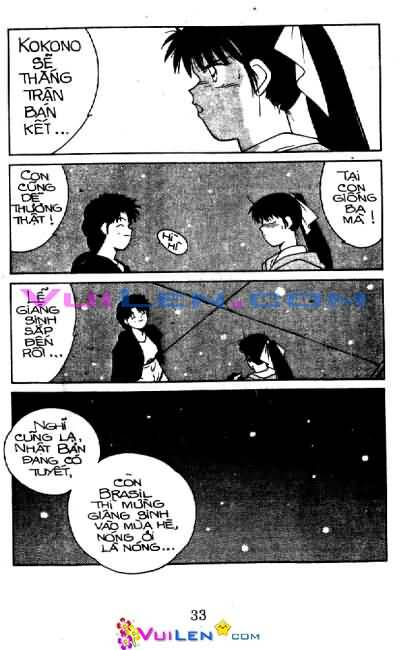 KOKONO
SẼ
THẮNG
TRẬN
BÁN
KẾT...
CON
CŨNG
DỄ
THƯƠNG
THẬT!
HI HI
TẠI
CON
GIỐNG
BA
MÀ!
VUILEN.COM
LỄ
GIÁNG
SINH
SẮP
ĐẾN
RỒI...
NGHĨ
CŨNG LẠ,
NHẬT BẢN
ĐANG CÓ
TUYẾT,
CÒN
BRASIL
THÌ MỪNG
GIÁNG SINH
VÀO MÙA HÈ,
NÓNG ƠI
LÀ NÓNG...
33
VUILEN.COM